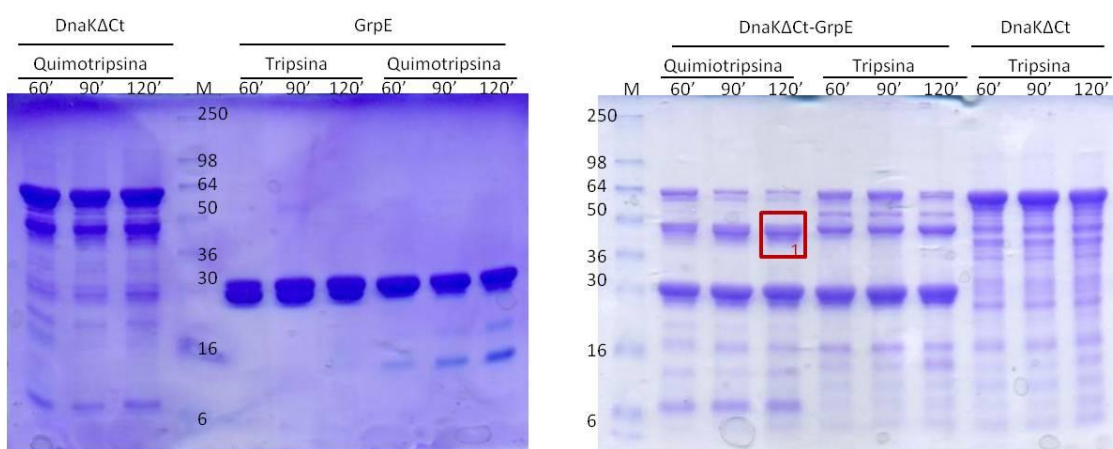 DnaKΔCt
GrpE
Quimotripsina
Tripsina
Quimotripsina
60’ 90’ 120’ M 60’ 90’ 120’ 60’ 90’ 120’
250
98
64
50
36
30
16
6
DnaKΔCt-GrpE
DnaKΔCt
Quimiotripsina
Tripsina
Tripsina
M 60’ 90’ 120’ 60’ 90’ 120’ 60’ 90’ 120’
250
98
64
50
36
30
16
6
1